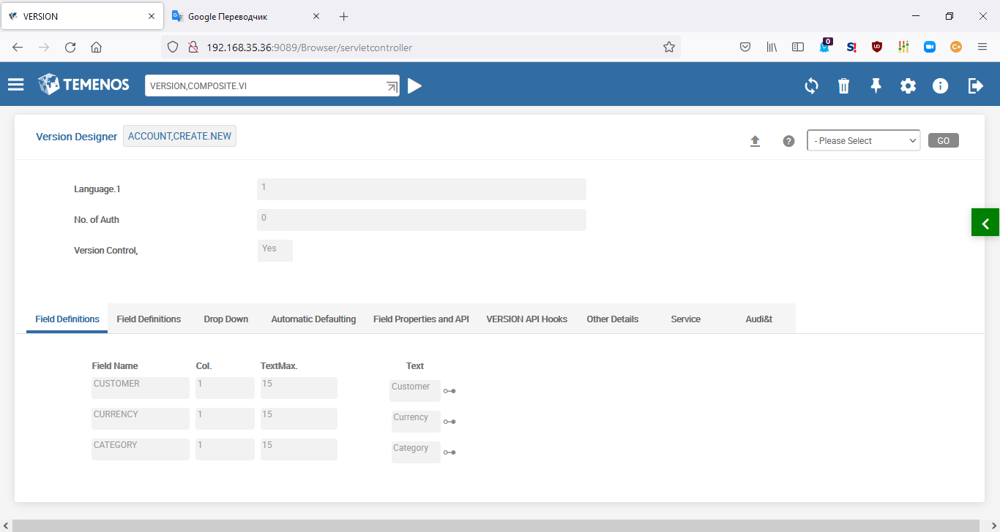 VERSION
Google Переводчик
192.168.35.36:9089/Browser/servletcontroller
0
S!
UD
C+
TEMENOS
VERSION,COMPOSITE.VI
Version Designer ACCOUNT,CREATE.NEW
- Please Select
GO
Language.1 1
No. of Auth 0
Version Control, Yes
Field Definitions Field Definitions Drop Down Automatic Defaulting Field Properties and API VERSION API Hooks Other Details Service Audi&t
Field Name Col. TextMax. Text
CUSTOMER 1 15 Customer
CURRENCY 1 15 Currency
CATEGORY 1 15 Category